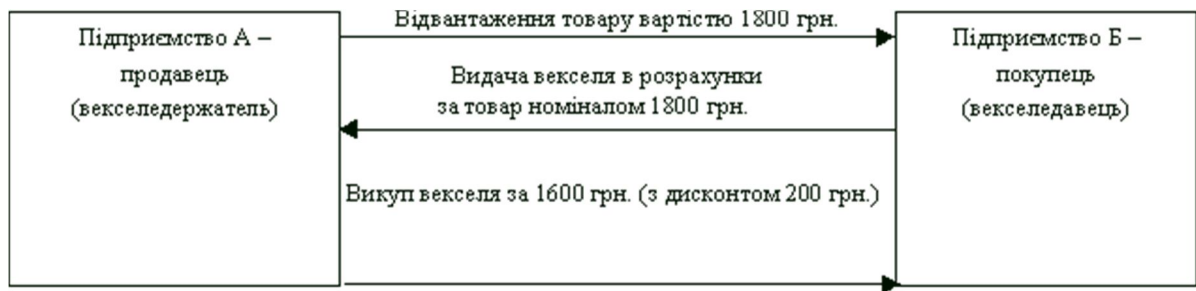 Підприємство А –
продавець
(векселедержатель)
Відвантаження товару вартістю 1800 грн.
Видача векселя в розрахунки
за товар номіналом 1800 грн.
Викуп векселя за 1600 грн. (з дисконтом 200 грн.)
Підприємство Б –
покупець
(векселедавець)